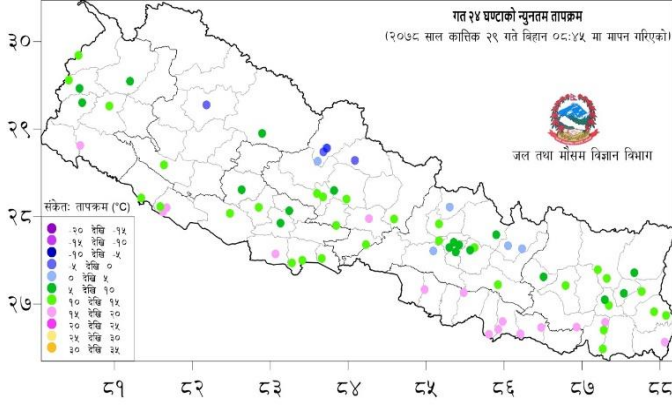 गत २४ घण्टाको न्युनतम तापक्रम
(२०७८ साल कात्तिक २९ गते बिहान ०८:४५ मा मापन गरिएको)
जल तथा मौसम विज्ञान विभाग
३०
२९
२८
२७
संकेत: तापक्रम (°C)
-२० देखि -१५
-१५ देखि -१०
-१० देखि -५
-५ देखि ०
० देखि ५
५ देखि १०
१० देखि १५
१५ देखि २०
२० देखि २५
२५ देखि ३०
३० देखि ३५
८१ ८२ ८३ ८४ ८५ ८६ ८७ ८८